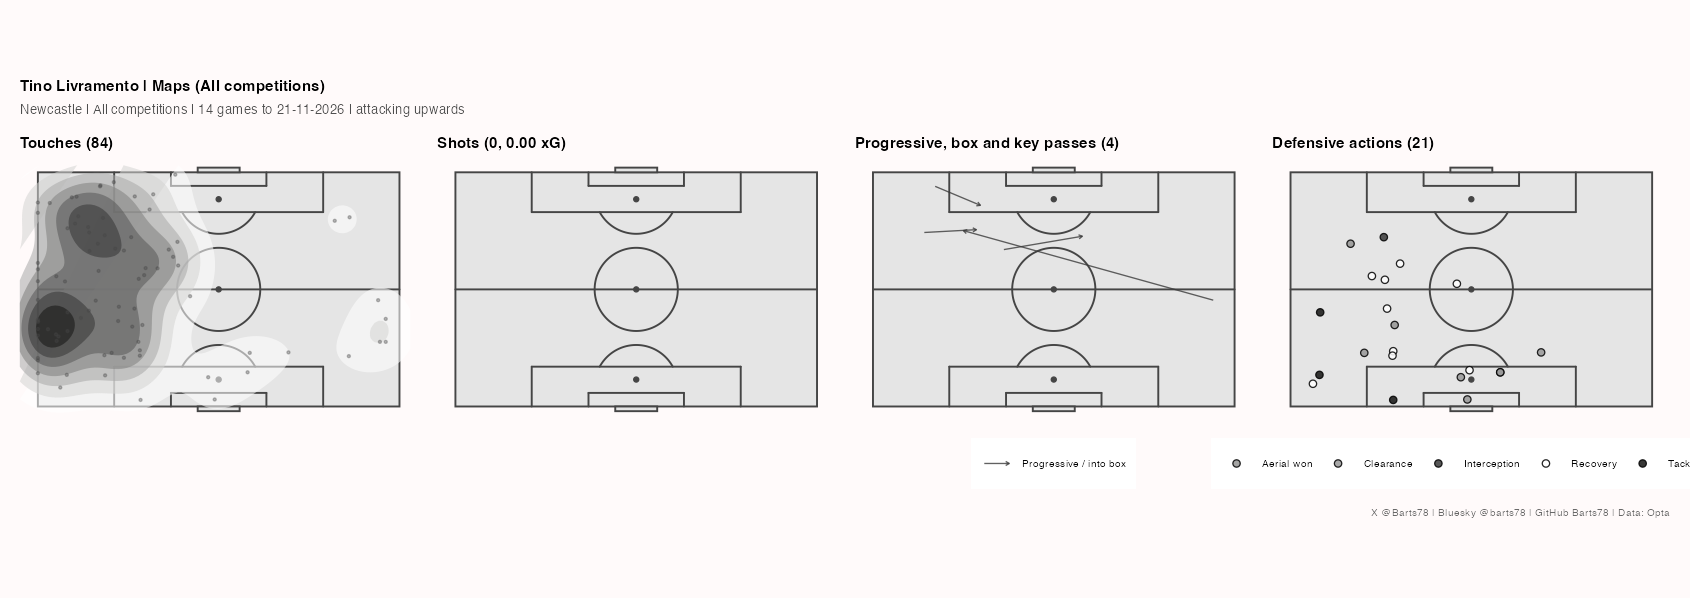 Tino Livramento | Maps (All competitions)
Newcastle | All competitions | 14 games to 21-11-2026 | attacking upwards
Touches (84)
Shots (0, 0.00 xG)
Progressive, box and key passes (4)
Defensive actions (21)
Progressive / into box
Aerial won
Clearance
Interception
Recovery
Tack
X @Barts78 | Bluesky @barts78 | GitHub Barts78 | Data: Opta